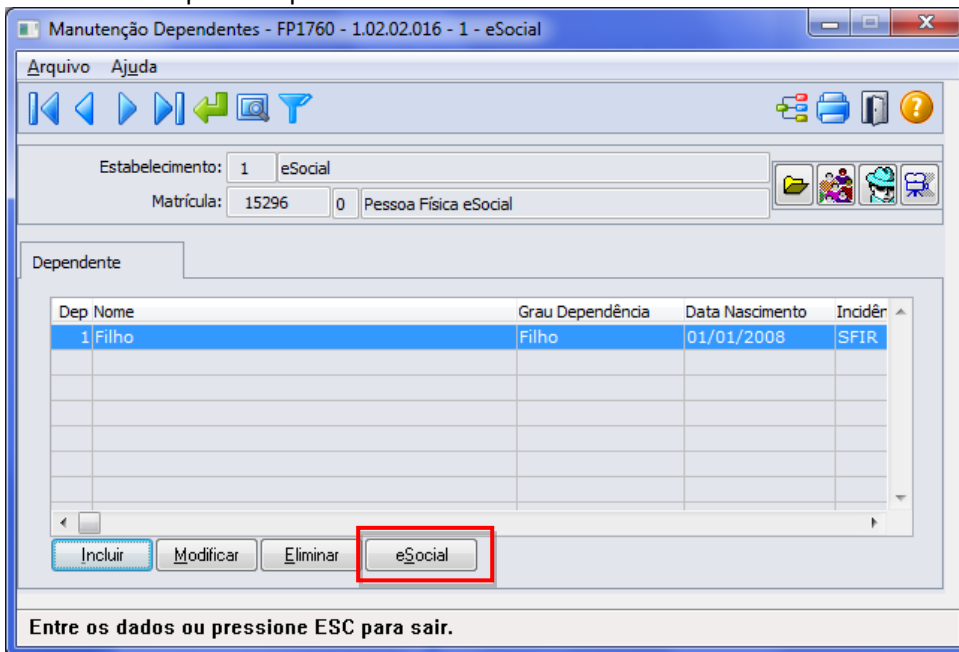 Manutenção Dependentes - FP1760 - 1.02.02.016 - 1 - eSocial
Arquivo Ajuda
Estabelecimento: 1 eSocial
Matrícula: 15296 0 Pessoa Física eSocial
Dependente
Dep Nome Grau Dependência Data Nascimento Incidên
1 Filho Filho 01/01/2008 SFIR
Incluir Modificar Eliminar eSocial
Entre os dados ou pressione ESC para sair.